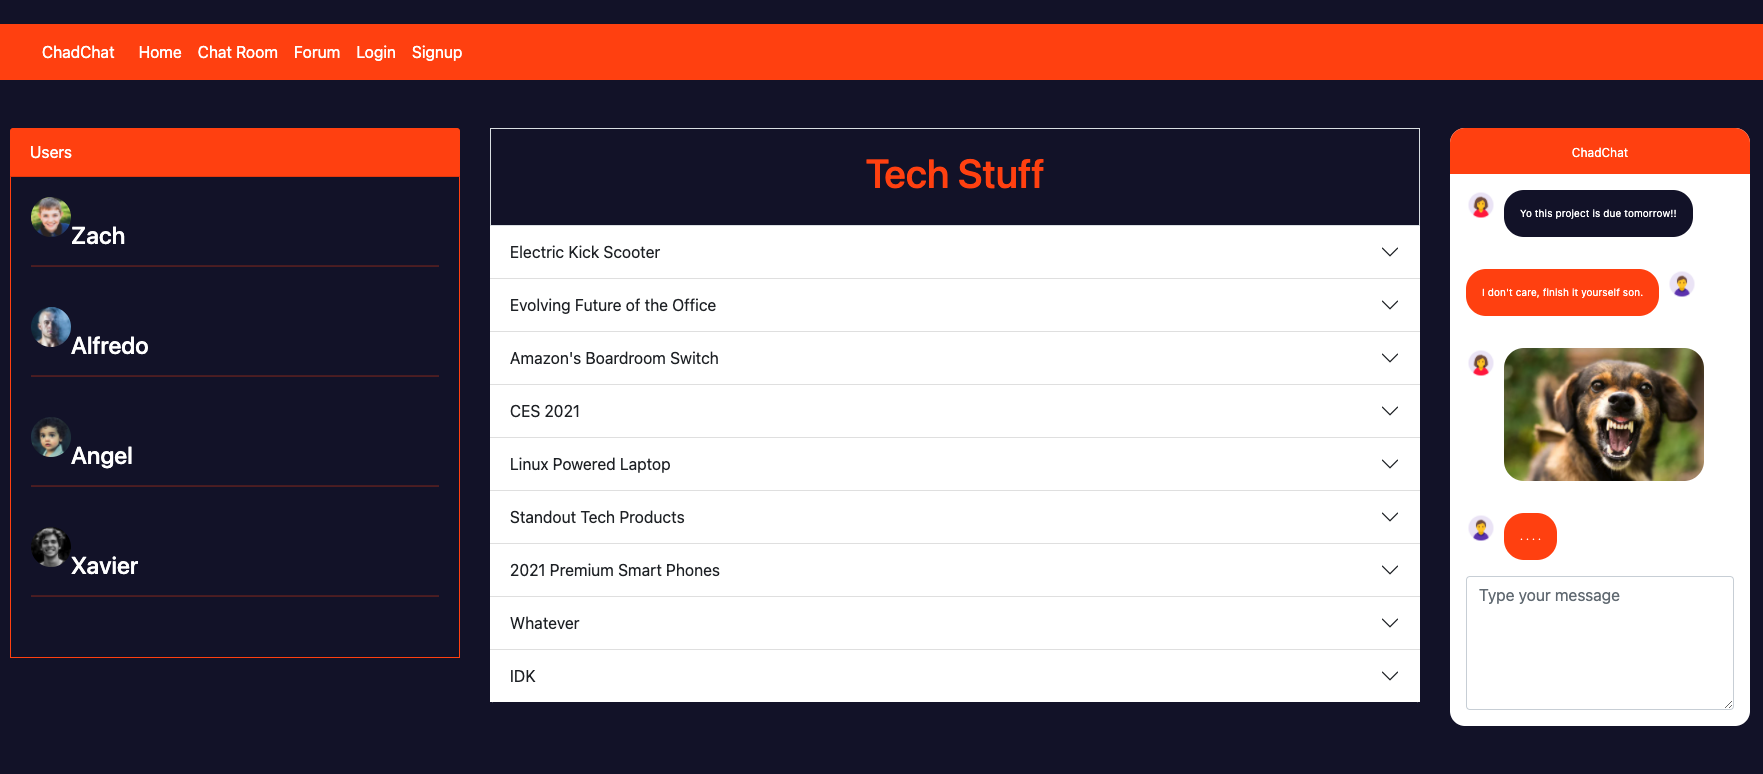 ChadChat Home Chat Room Forum Login Signup
Users
Zach
Alfredo
Angel
Xavier
Tech Stuff
Electric Kick Scooter
Evolving Future of the Office
Amazon's Boardroom Switch
CES 2021
Linux Powered Laptop
Standout Tech Products
2021 Premium Smart Phones
Whatever
IDK
ChadChat
Yo this project is due tomorrow!!
I don't care, finish it yourself son.
. . . .
Type your message